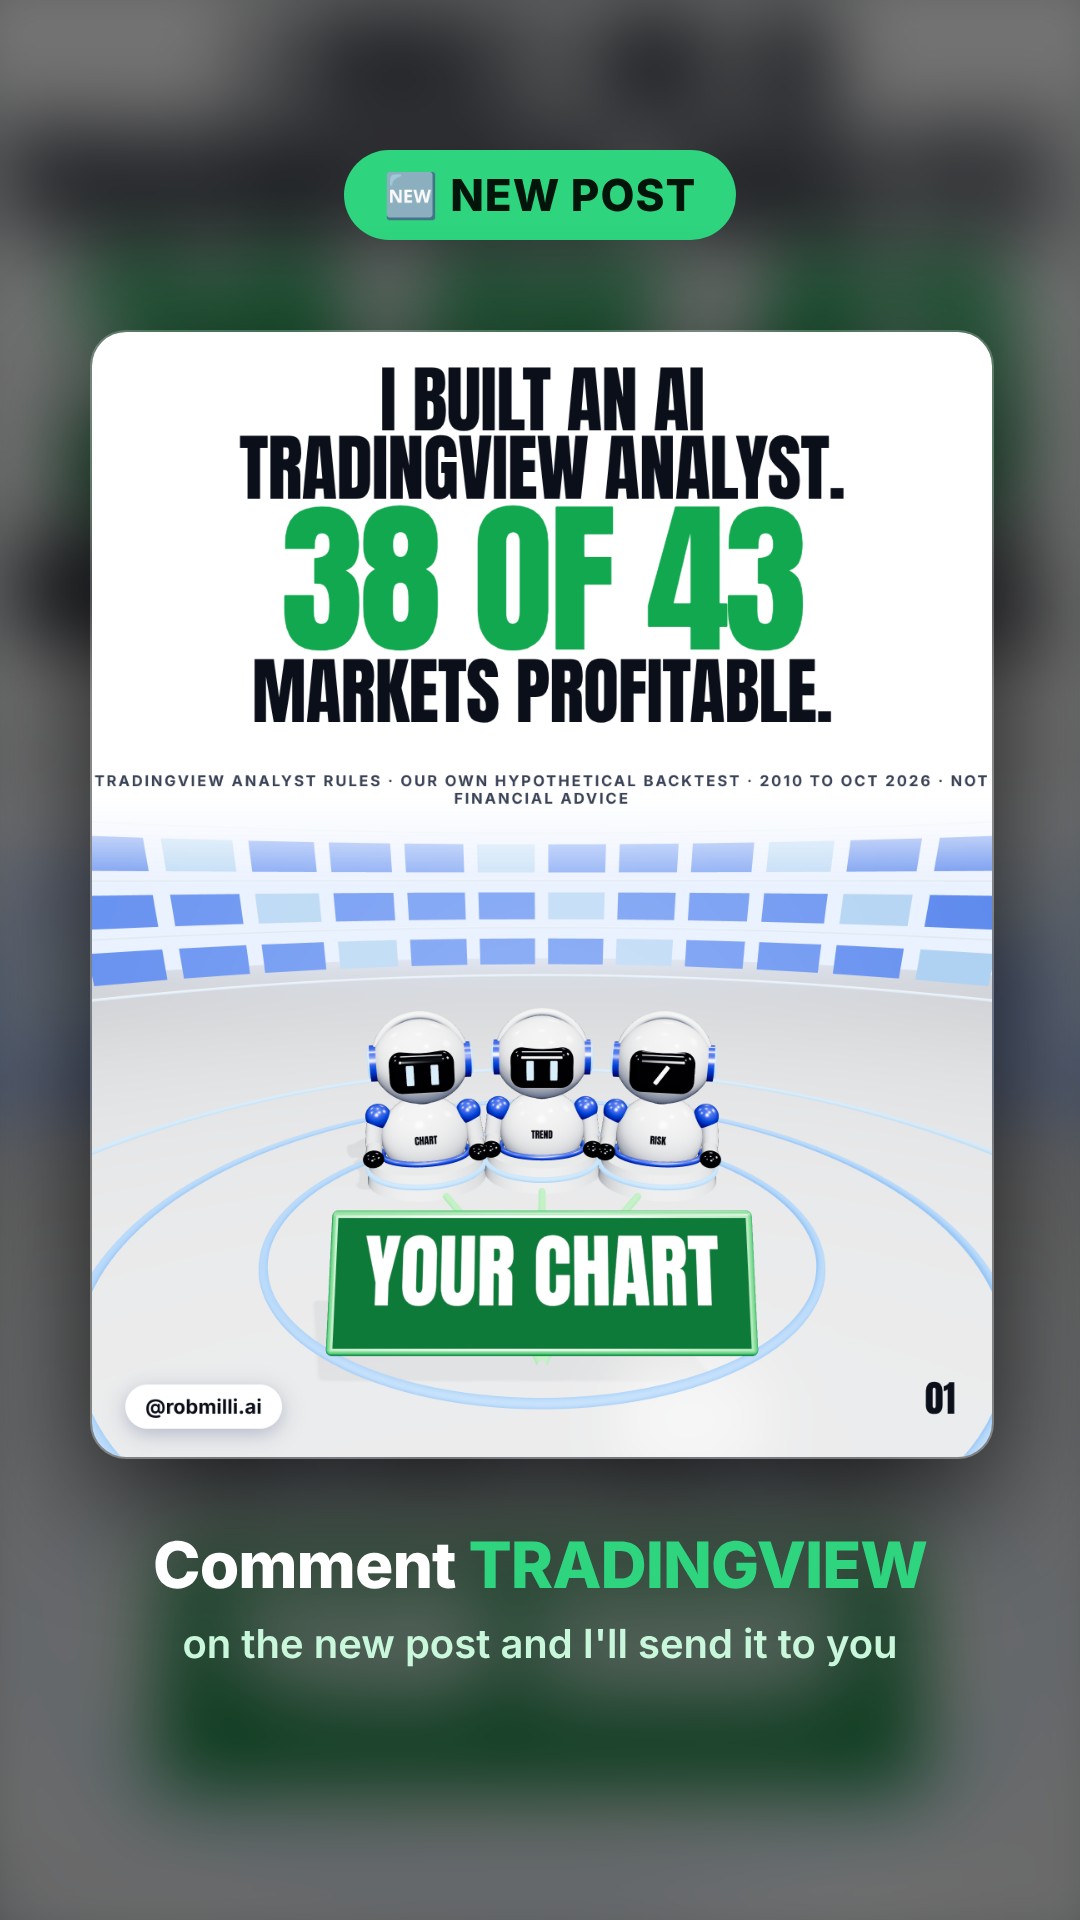 🆕 NEW POST
I BUILT AN AI
TRADINGVIEW ANALYST.
38 OF 43
MARKETS PROFITABLE.
TRADINGVIEW ANALYST RULES · OUR OWN HYPOTHETICAL BACKTEST · 2010 TO OCT 2026 · NOT
FINANCIAL ADVICE
CHART
TREND
RISK
YOUR CHART
@robmilli.ai
01
Comment TRADINGVIEW
on the new post and I'll send it to you